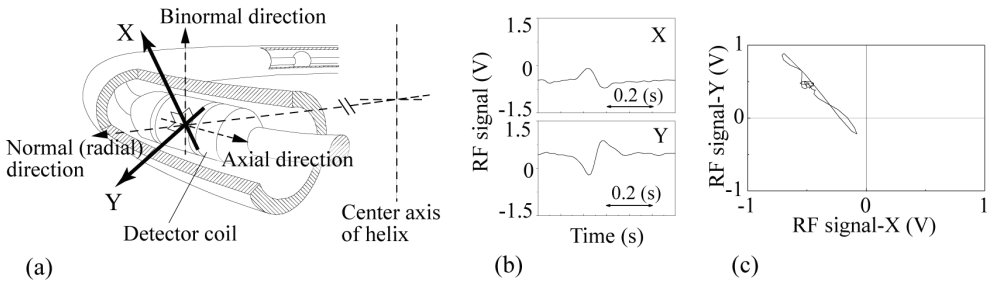 (a)
X
Binormal direction
Normal (radial)
direction
Y
Axial direction
Detector coil
Center axis
of helix
(b)
RF signal (V)
1.5
0
-1.5
X
0.2 (s)
1.5
0
-1.5
Y
0.2 (s)
Time (s)
(c)
RF signal-Y (V)
1
0
-1
-1
0
1
RF signal-X (V)